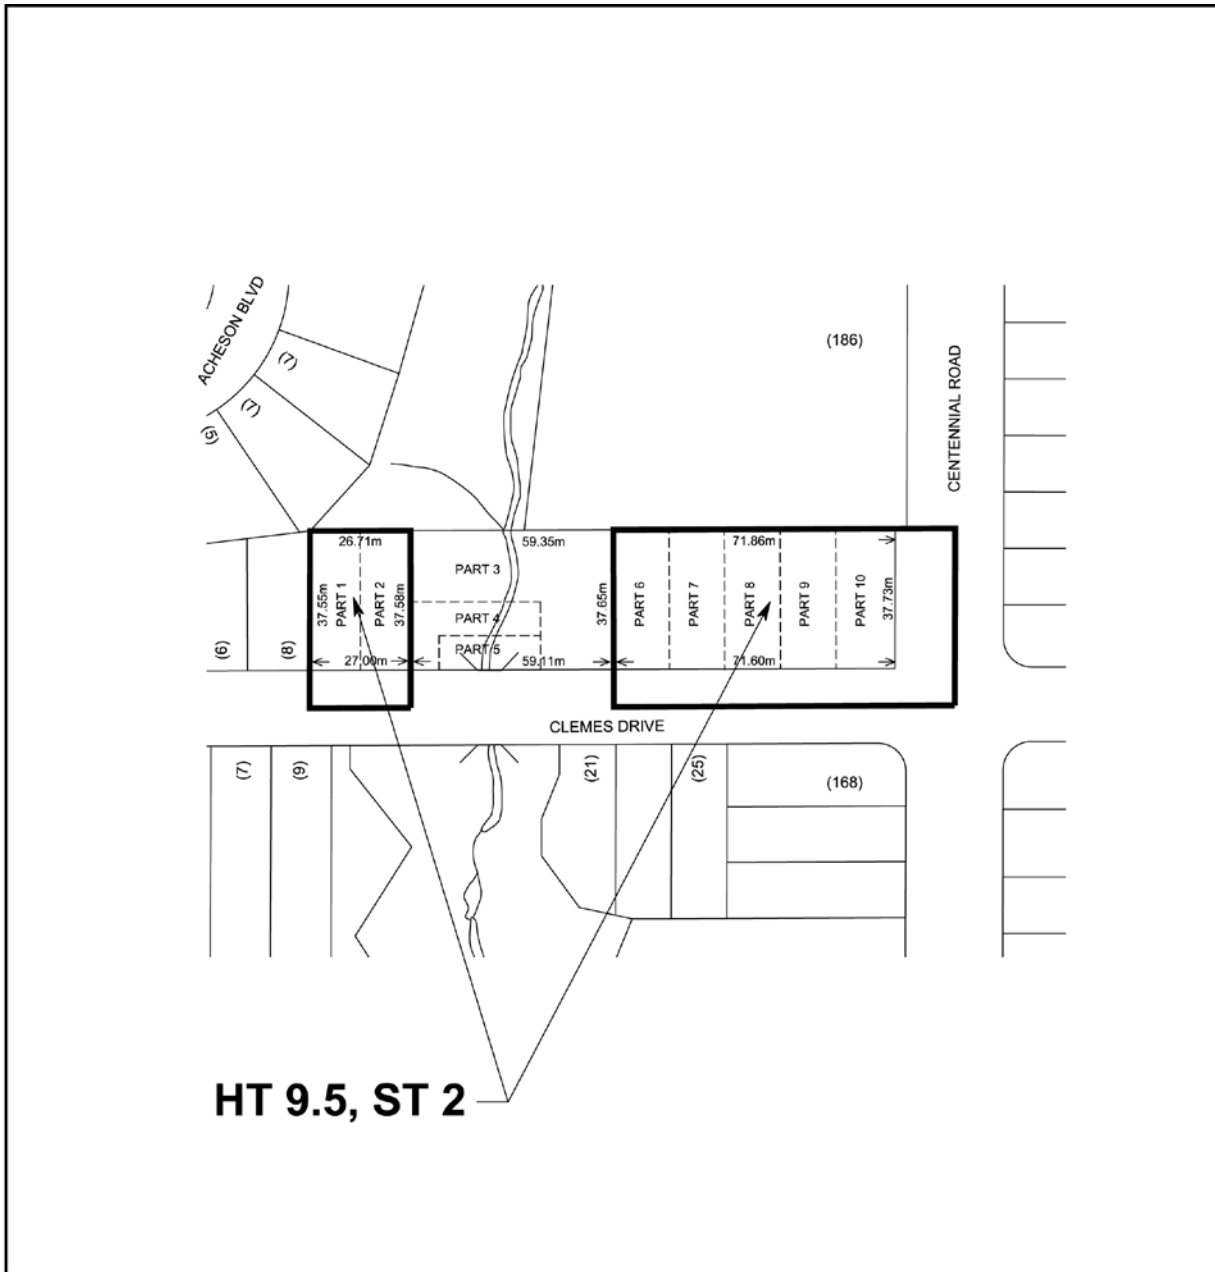 ACHESON BLVD
(7)
(7)
(5)
(186)
CENTENNIAL ROAD
26.71m
59.35m
71.86m
37.55m
PART 1
PART 2
37.58m
PART 3
PART 4
PART 5
37.65m
PART 6
PART 7
PART 8
PART 9
PART 10
37.73m
(6)
(8)
27.00m
59.11m
71.60m
CLEMES DRIVE
(7)
(9)
(21)
(25)
(168)
HT 9.5, ST 2